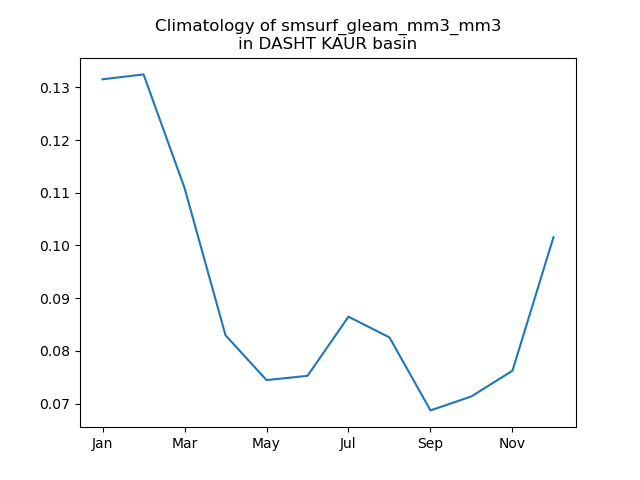 Climatology of smsurf_gleam_mm3_mm3
in DASHT KAUR basin
0.13
0.12
0.11
0.10
0.09
0.08
0.07
Jan Mar May Jul Sep Nov